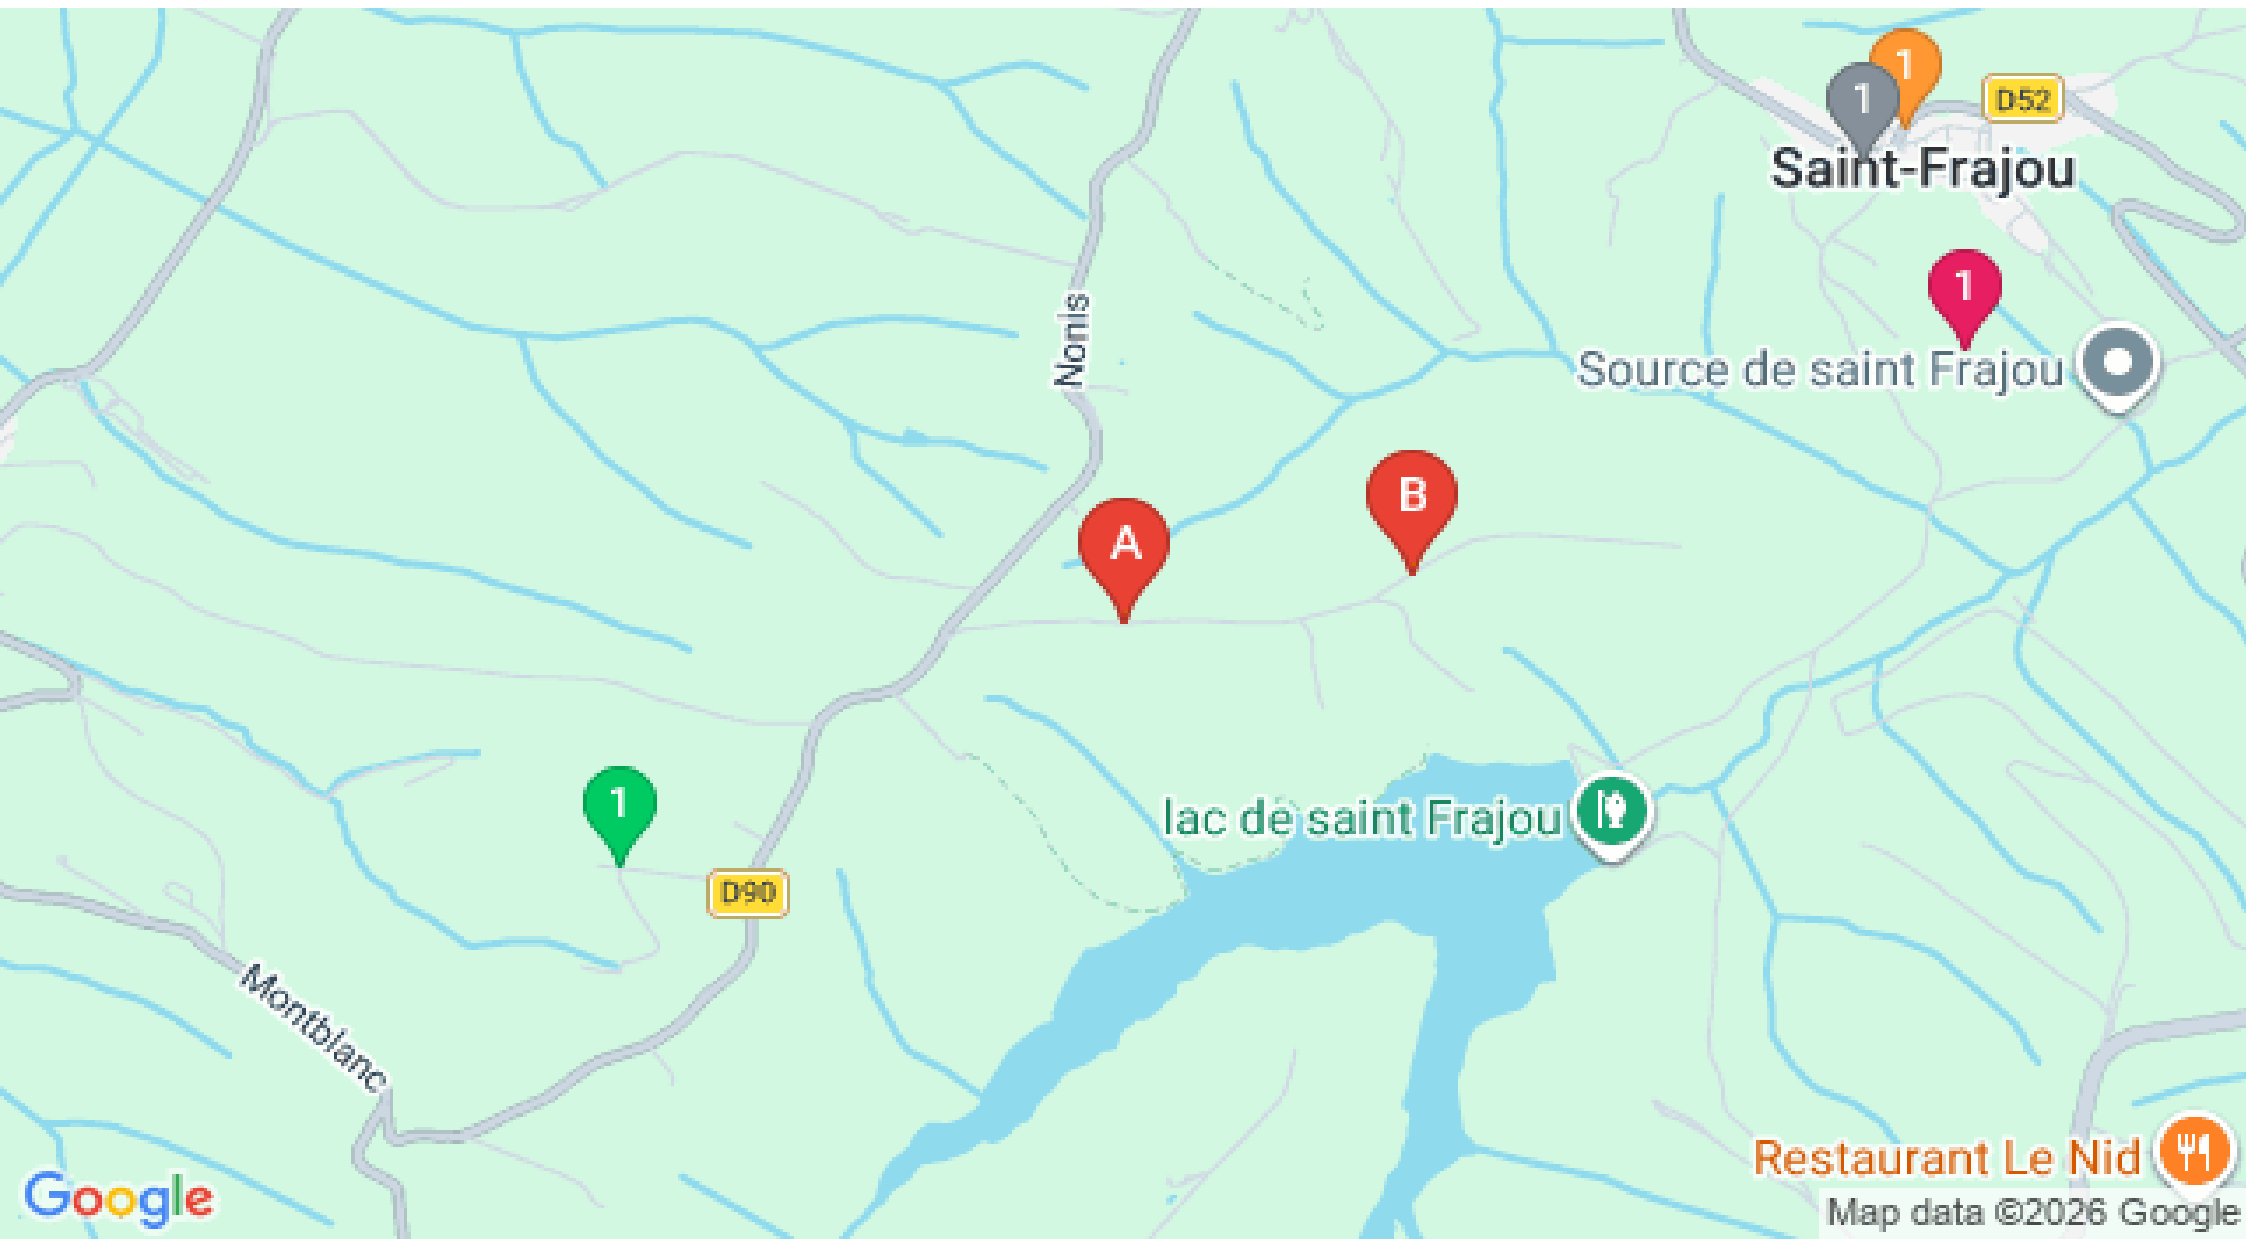 1
1
D52
Saint-Frajou
1
Nonis
Source de saint Frajou
B
A
1
lac de saint Frajou
D90
Montblanc
Restaurant Le Nid
Google
Map data ©2026 Google